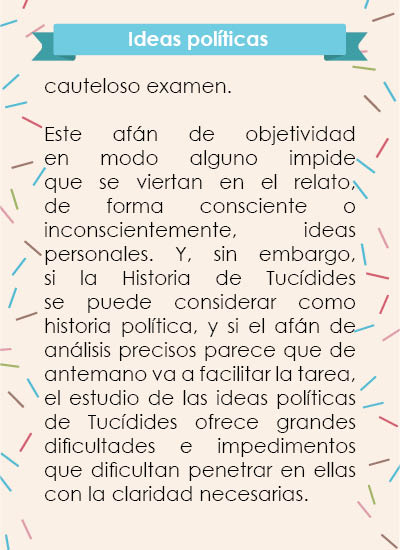 Ideas políticas
cauteloso examen.
Este afán de objetividad
en modo alguno impide
que se viertan en el relato,
de forma consciente o
inconscientemente, ideas
personales. Y, sin embargo,
si la Historia de Tucídides
se puede considerar como
historia política, y si el afán de
análisis precisos parece que de
antemano va a facilitar la tarea,
el estudio de las ideas políticas
de Tucídides ofrece grandes
dificultades e impedimentos
que dificultan penetrar en ellas
con la claridad necesarias.